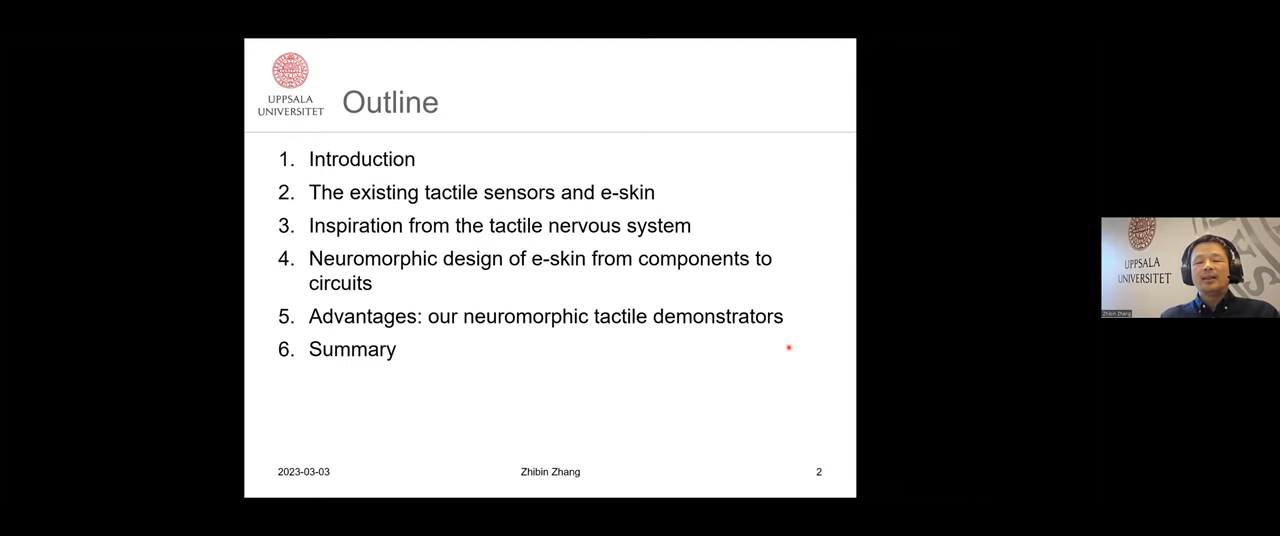 UPPSALA
UNIVERSITET
Outline
1. Introduction
2. The existing tactile sensors and e-skin
3. Inspiration from the tactile nervous system
4. Neuromorphic design of e-skin from components to
circuits
5. Advantages: our neuromorphic tactile demonstrators
6. Summary
2023-03-03
Zhibin Zhang
2
UPPSALA
UNIVERSITET
Zhibin Zhang